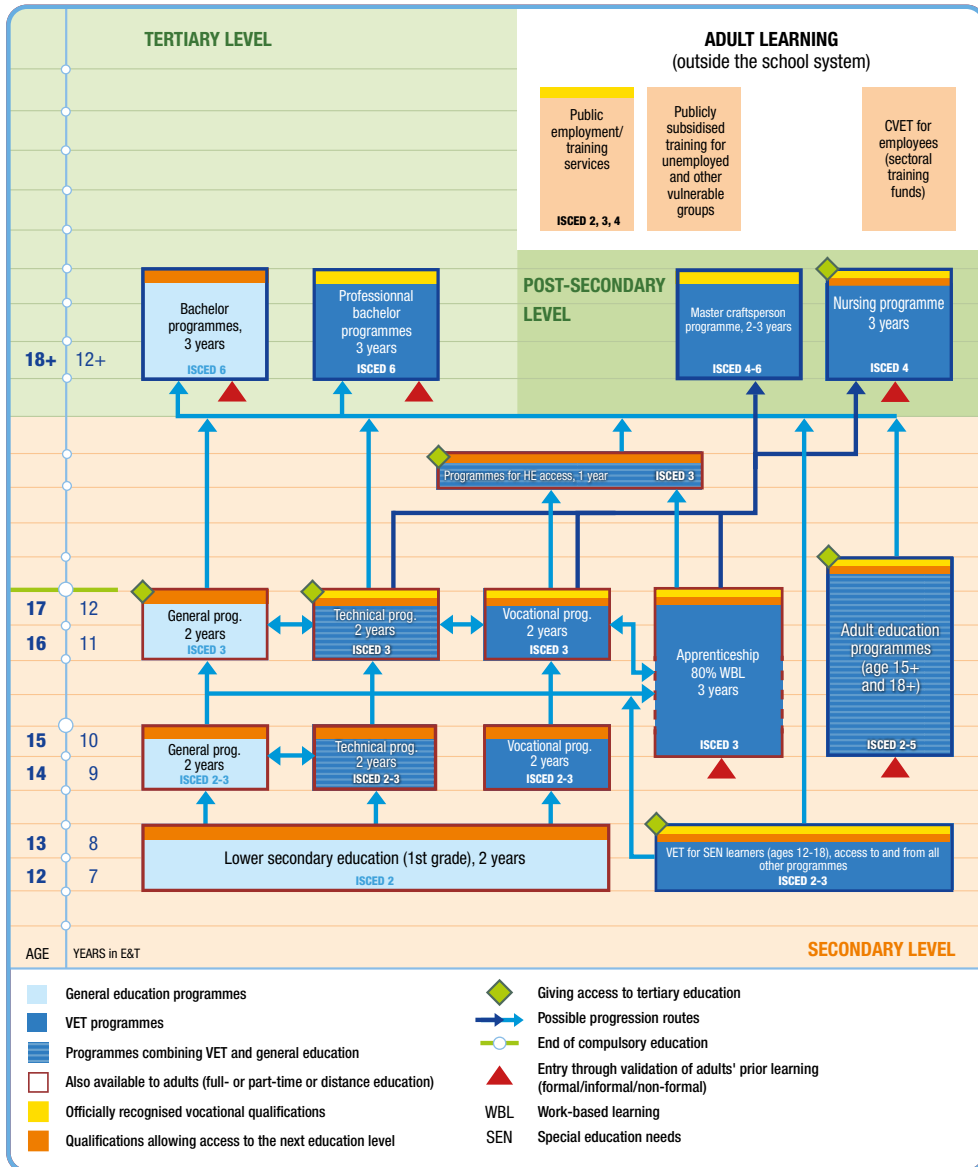 TERTIARY LEVEL
ADULT LEARNING
(outside the school system)
Public
employment/
training
services
ISCED 2, 3, 4
Publicly
subsidised
training for
unemployed
and other
vulnerable
groups
CVET for
employees
(sectoral
training
funds)
POST-SECONDARY
LEVEL
Bachelor
programmes,
3 years
ISCED 6
Professionnal
bachelor
programmes
3 years
ISCED 6
Master craftsperson
programme, 2-3 years
ISCED 4-6
Nursing programme
3 years
ISCED 4
18+ 12+
Programmes for HE access, 1 year ISCED 3
17 12
16 11
General prog.
2 years
ISCED 3
Technical prog.
2 years
ISCED 3
Vocational prog.
2 years
ISCED 3
Apprenticeship
80% WBL
3 years
ISCED 3
Adult education
programmes
(age 15+
and 18+)
ISCED 2-5
15 10
14 9
General prog.
2 years
ISCED 2-3
Technical prog.
2 years
ISCED 2-3
Vocational prog.
2 years
ISCED 2-3
13 8
12 7
Lower secondary education (1st grade), 2 years
ISCED 2
VET for SEN learners (ages 12-18), access to and from all
other programmes
ISCED 2-3
AGE YEARS in E&T
SECONDARY LEVEL
General education programmes
VET programmes
Programmes combining VET and general education
Also available to adults (full- or part-time or distance education)
Officially recognised vocational qualifications
Qualifications allowing access to the next education level
Giving access to tertiary education
Possible progression routes
End of compulsory education
Entry through validation of adults' prior learning
(formal/informal/non-formal)
WBL Work-based learning
SEN Special education needs